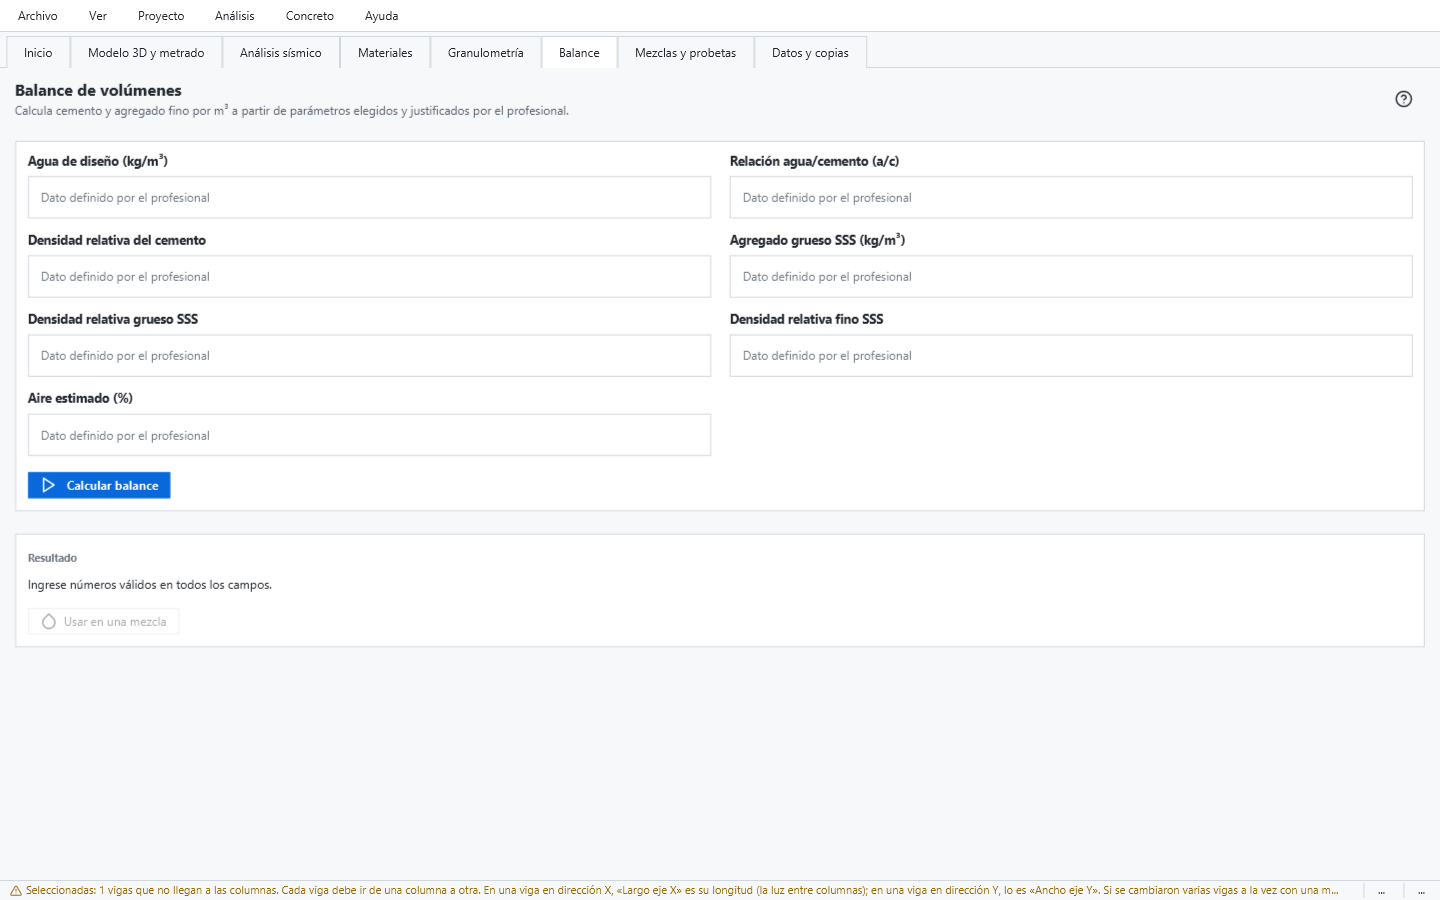 Archivo Ver Proyecto Análisis Concreto Ayuda
Inicio Modelo 3D y metrado Análisis sísmico Materiales Granulometría Balance Mezclas y probetas Datos y copias
Balance de volúmenes
Calcula cemento y agregado fino por m³ a partir de parámetros elegidos y justificados por el profesional.
Agua de diseño (kg/m³) Relación agua/cemento (a/c)
Dato definido por el profesional Dato definido por el profesional
Densidad relativa del cemento Agregado grueso SSS (kg/m³)
Dato definido por el profesional Dato definido por el profesional
Densidad relativa grueso SSS Densidad relativa fino SSS
Dato definido por el profesional Dato definido por el profesional
Aire estimado (%)
Dato definido por el profesional
Calcular balance
Resultado
Ingrese números válidos en todos los campos.
Usar en una mezcla
Seleccionadas: 1 vigas que no llegan a las columnas. Cada viga debe ir de una columna a otra. En una viga en dirección X, «Largo eje X» es su longitud (la luz entre columnas); en una viga en dirección Y, lo es «Ancho eje Y». Si se cambiaron varias vigas a la vez con una m... ... ...